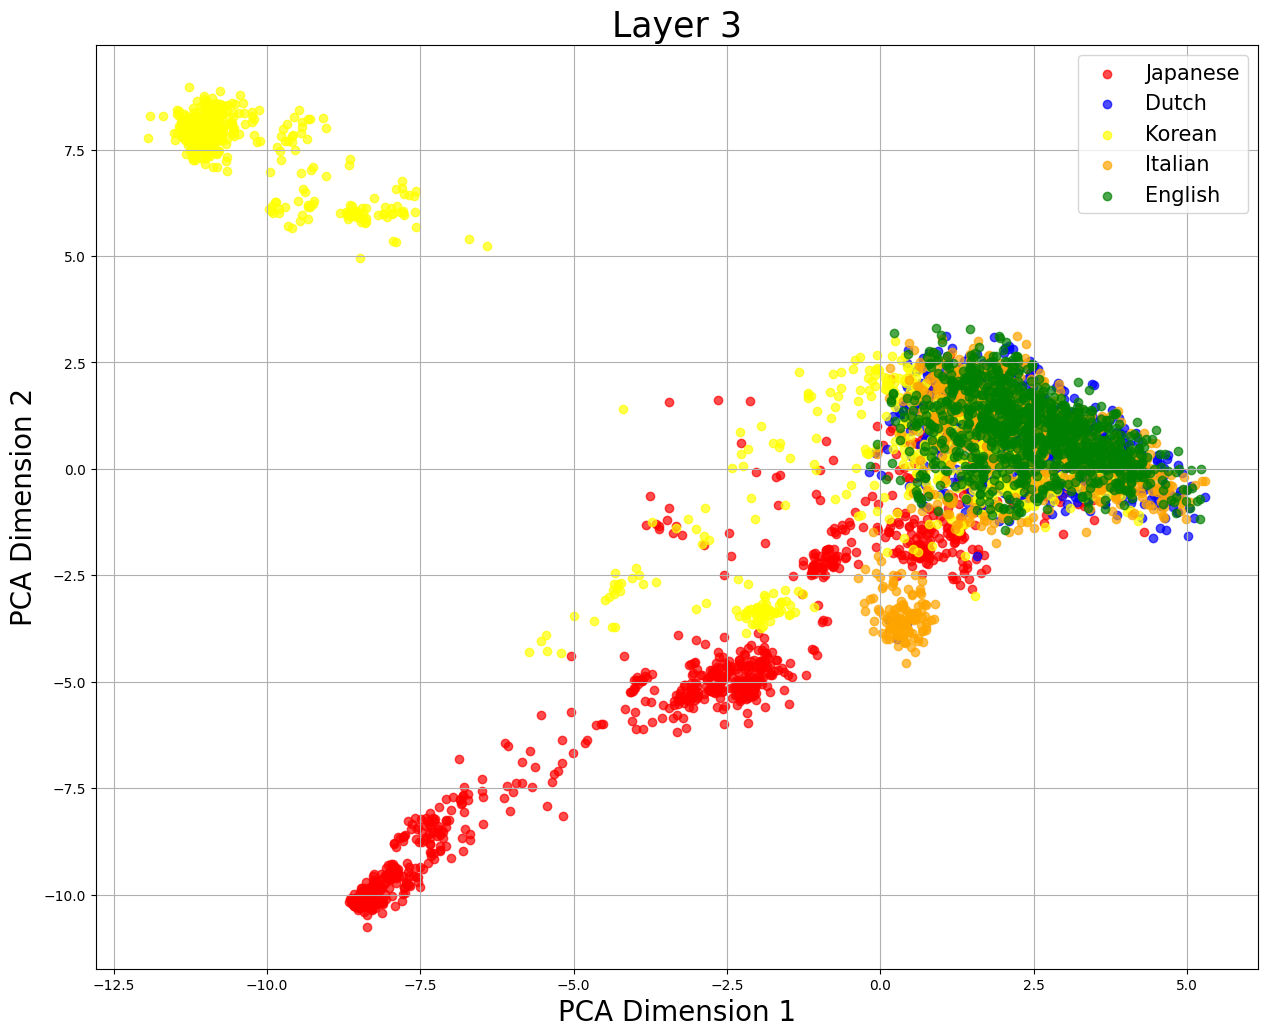 Layer 3
Japanese
Dutch
Korean
Italian
English
7.5
5.0
2.5
0.0
−2.5
−5.0
−7.5
−10.0
PCA Dimension 2
−12.5 −10.0 −7.5 −5.0 −2.5 0.0 2.5 5.0
PCA Dimension 1